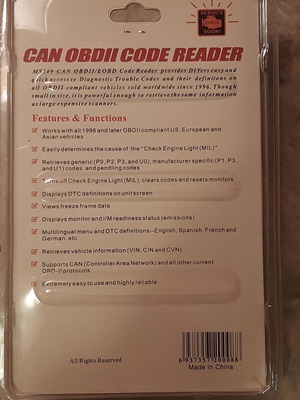 SERVICE
SOON!
CAN OBDII CODE READER
MS309 CAN OBDII/EOBD Code Reader provides DIYers easy and
quick access to Diagnostic Trouble Codes and their definitons on
all OBDII compliant vehicles sold worldwide since 1996. Though
small in size, it is powerful enough to retrieve the same information
as large expensive scanners.
Features & Functions
Works with all 1996 and later OBDII compliant US, European and
Asian vehicles
Easily determines the cause of the "Check Engine Light (MIL)"
Retrieves generic (P0, P2, P3, and U0), manufacturer specific (P1, P3,
and U1) codes, and pendling codes
Turns off Check Engine Light (MIL), clears codes and resets monitors
Displays DTC definitions on unit screen
Views freeze frame data
Displays monitor and I/M readiness status (emissions)
Multilingual menu and DTC definitions--English, Spanish, French and
German, etc
Retrieves vehicle information (VIN, CIN and CVN)
Supports CAN (Controller Area Network) and all other current
OBD-II protocols
Extremely easy to use and highly reliable
All Rights Reserved
6 937357 200088
Made in China